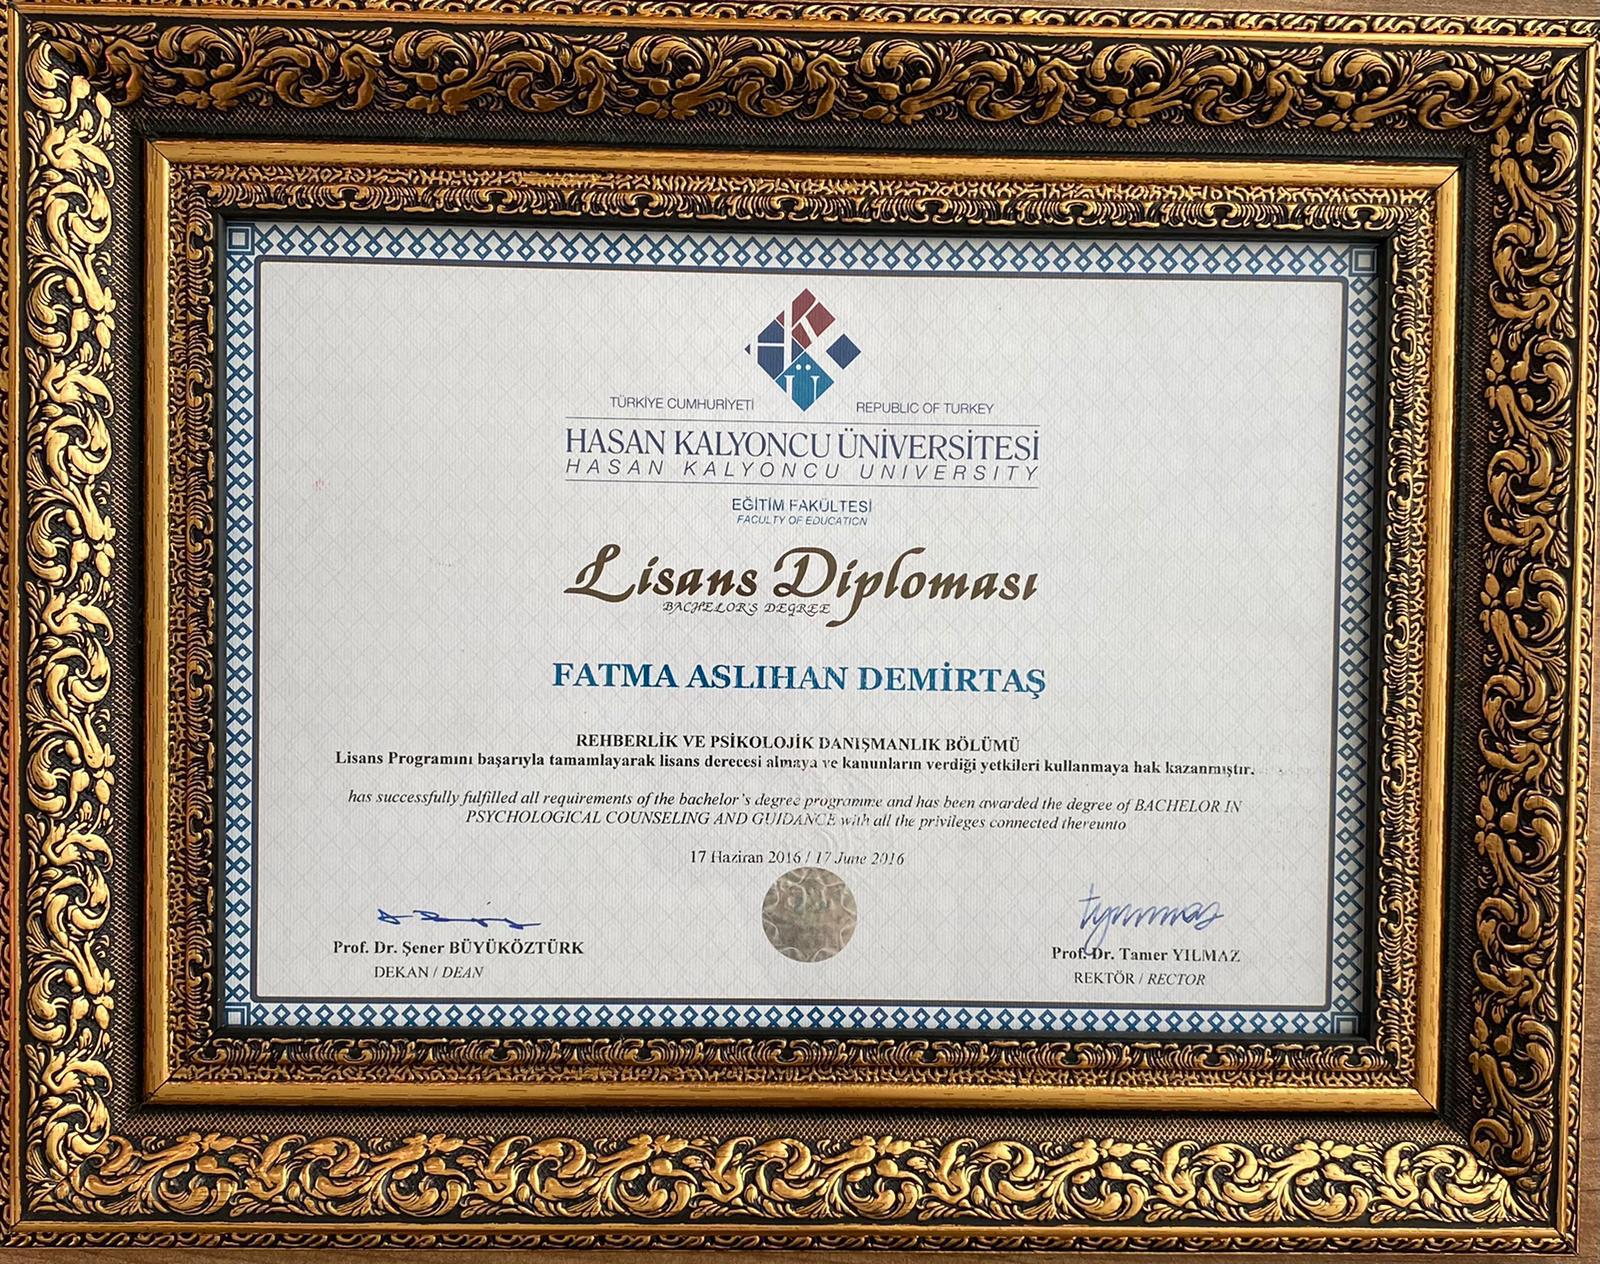 TÜRKİYE CUMHURİYETİ REPUBLIC OF TURKEY
HASAN KALYONCU ÜNİVERSİTESİ
HASAN KALYONCU UNIVERSITY
EĞİTİM FAKÜLTESİ
FACULTY OF EDUCATION
Lisans Diploması
BACHELOR'S DEGREE
FATMA ASLIHAN DEMİRTAŞ
REHBERLİK VE PSİKOLOJİK DANIŞMANLIK BÖLÜMÜ
Lisans Programını başarıyla tamamlayarak lisans derecesi almaya ve kanunların verdiği yetkileri kullanmaya hak kazanmıştır.
has successfully fulfilled all requirements of the bachelor's degree programme and has been awarded the degree of BACHELOR IN
PSYCHOLOGICAL COUNSELING AND GUIDANCE with all the privileges connected thereunto
17 Haziran 2016 / 17 June 2016
Prof. Dr. Şener BÜYÜKÖZTÜRK
DEKAN / DEAN
Prof. Dr. Tamer YILMAZ
REKTÖR / RECTOR